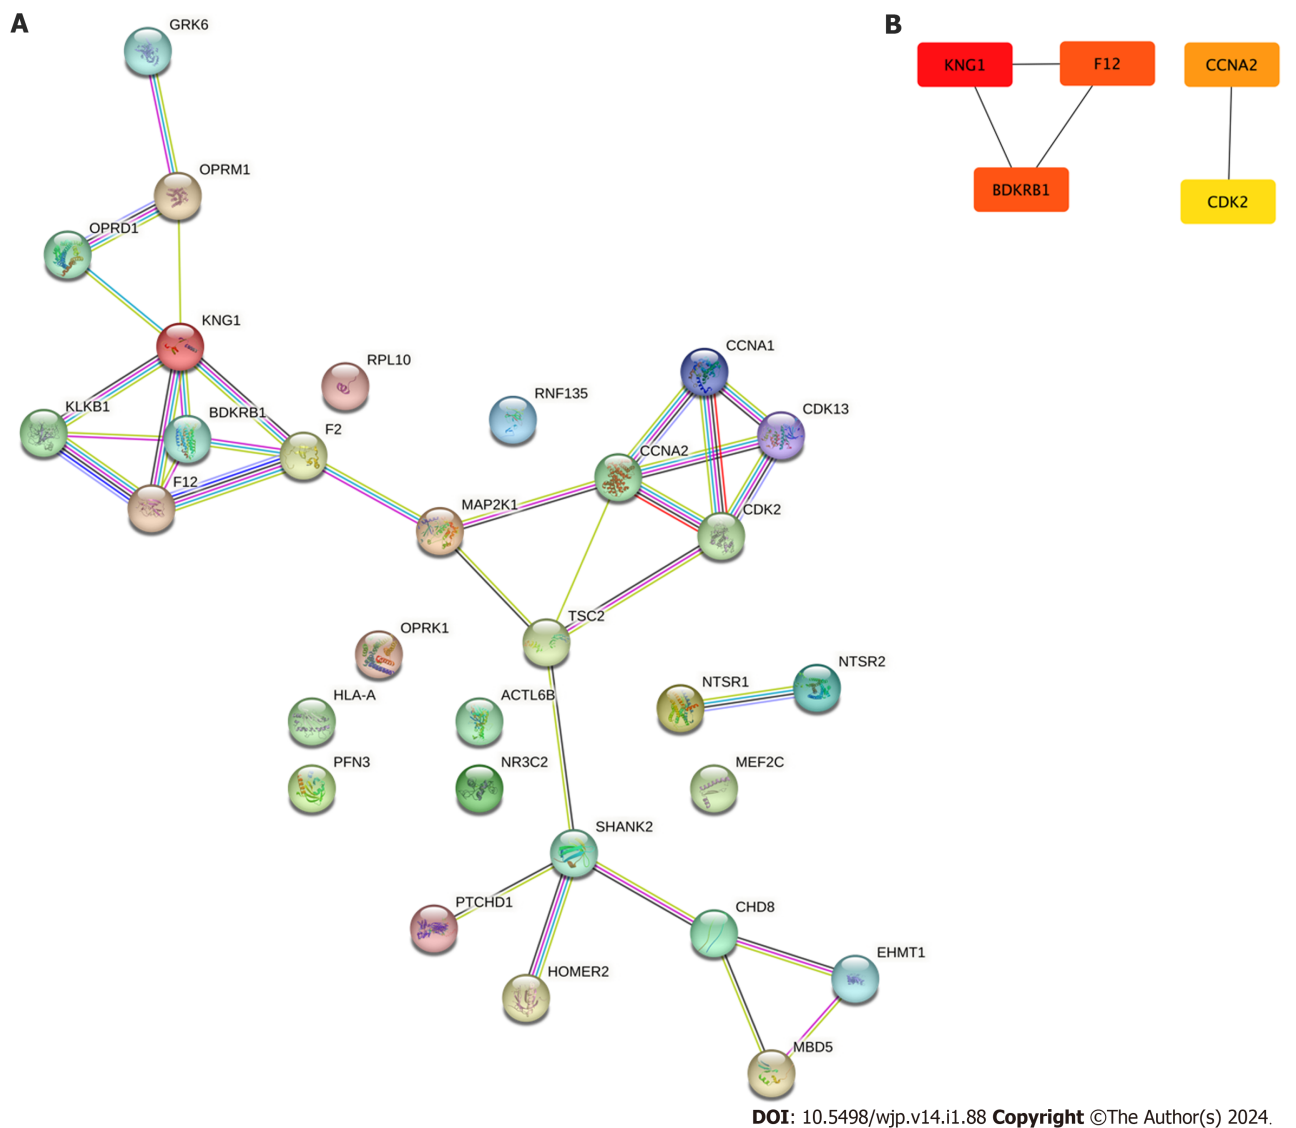 A
B
GRK6
KNG1
F12
CCNA2
OPRM1
BDKRB1
CDK2
OPRD1
KNG1
CCNA1
RPL10
RNF135
KLKB1
BDKRB1
CDK13
F2
CCNA2
F12
MAP2K1
CDK2
TSC2
OPRK1
NTSR2
NTSR1
HLA-A
ACTL6B
PFN3
NR3C2
MEF2C
SHANK2
PTCHD1
CHD8
EHMT1
HOMER2
MBD5
DOI: 10.5498/wjp.v14.i1.88 Copyright ©The Author(s) 2024.